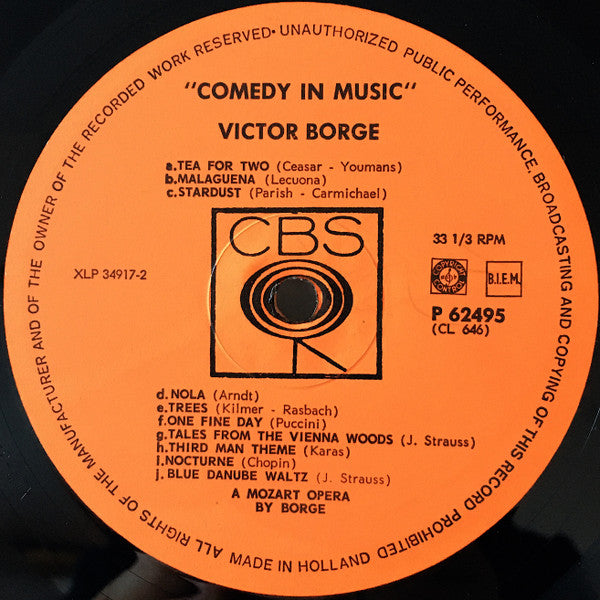 ALL RIGHTS OF THE MANUFACTURER AND OF THE OWNER OF THE RECORDED WORK RESERVED • UNAUTHORIZED PUBLIC PERFORMANCE, BROADCASTING AND COPYING OF THIS RECORD PROHIBITED
"COMEDY IN MUSIC"
VICTOR BORGE
a.TEA FOR TWO (Ceasar - Youmans)
b.MALAGUENA (Lecuona)
c.STARDUST (Parish - Carmichael)
CBS
33 1/3 RPM
XLP 34917-2
COPYRIGHT CONTROL
B.I.E.M.
P 62495
(CL 646)
d.NOLA (Arndt)
e.TREES (Kilmer - Rasbach)
f.ONE FINE DAY (Puccini)
g.TALES FROM THE VIENNA WOODS (J. Strauss)
h.THIRD MAN THEME (Karas)
i.NOCTURNE (Chopin)
j.BLUE DANUBE WALTZ (J. Strauss)
A MOZART OPERA
BY BORGE
MADE IN HOLLAND